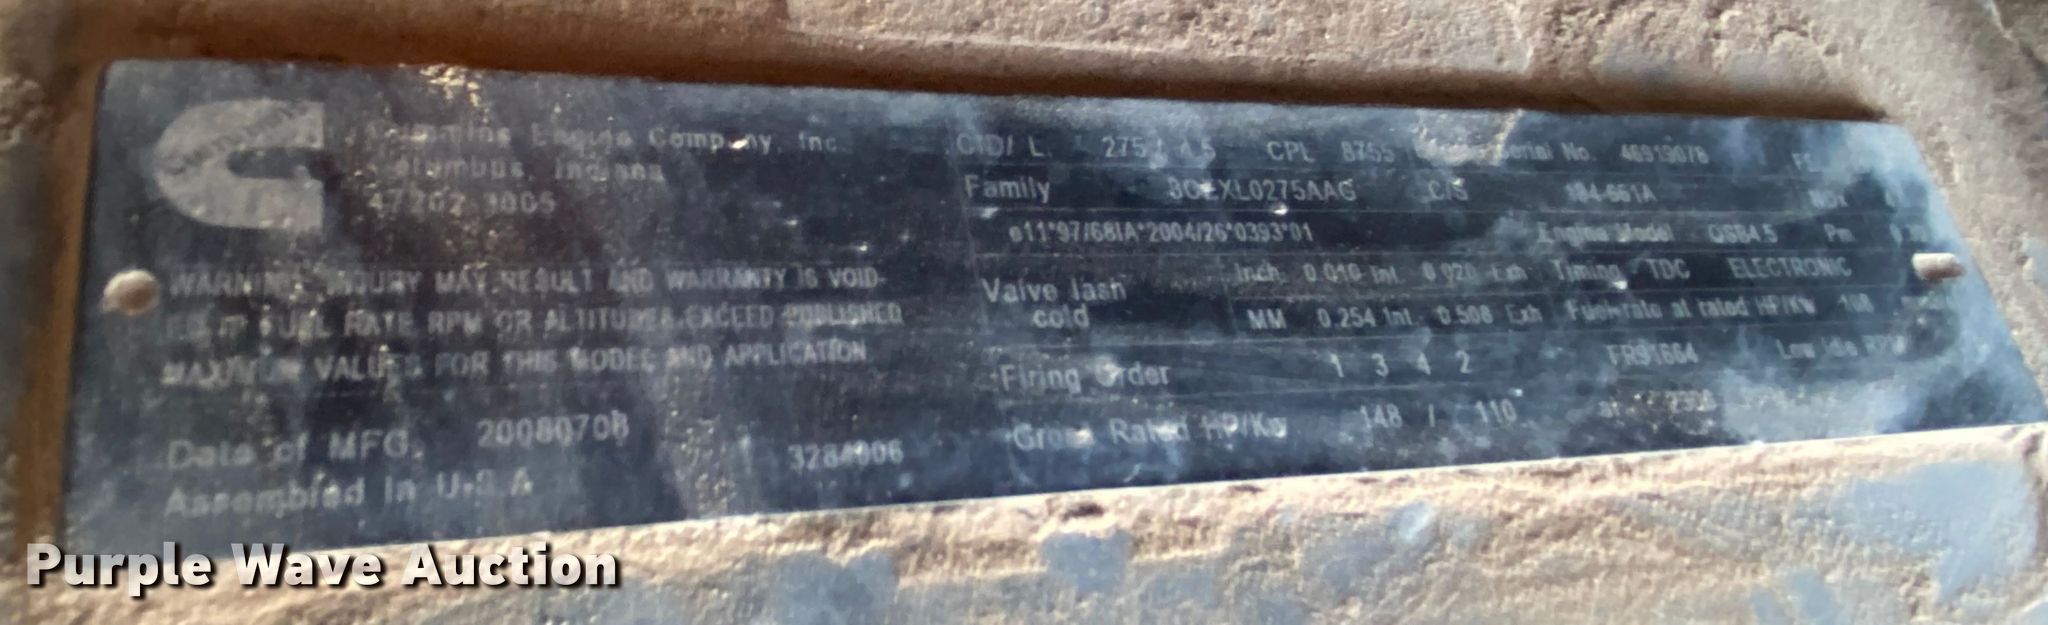 Cummins Engine Company, Inc.
Columbus, Indiana
47202-3005
WARNING: INJURY MAY RESULT AND WARRANTY IS VOID-
ED IF FUEL RATE RPM OR ALTITUDES EXCEED PUBLISHED
MAXIMUM VALUES FOR THIS MODEL AND APPLICATION
Date of MFG. 20080708
Assembled in U.S.A
3284006
CID/ L. 275 / 4.5 CPL 8755 Serial No. 46919078
Family 8CEXL0275AAG C/S
e11*97/68IA*2004/26*0393*01 Engine Model QSB4.5 Pm
Valve lash cold
Inch 0.010 Int. 0.020 Exh Timing TDC ELECTRONIC
MM 0.254 Int. 0.508 Exh Fuel rate at rated HP/Kw
Firing Order 1 3 4 2 FR91664 Low Idle RPM
Gross Rated HP/Kw 148 / 110 at
Purple Wave Auction